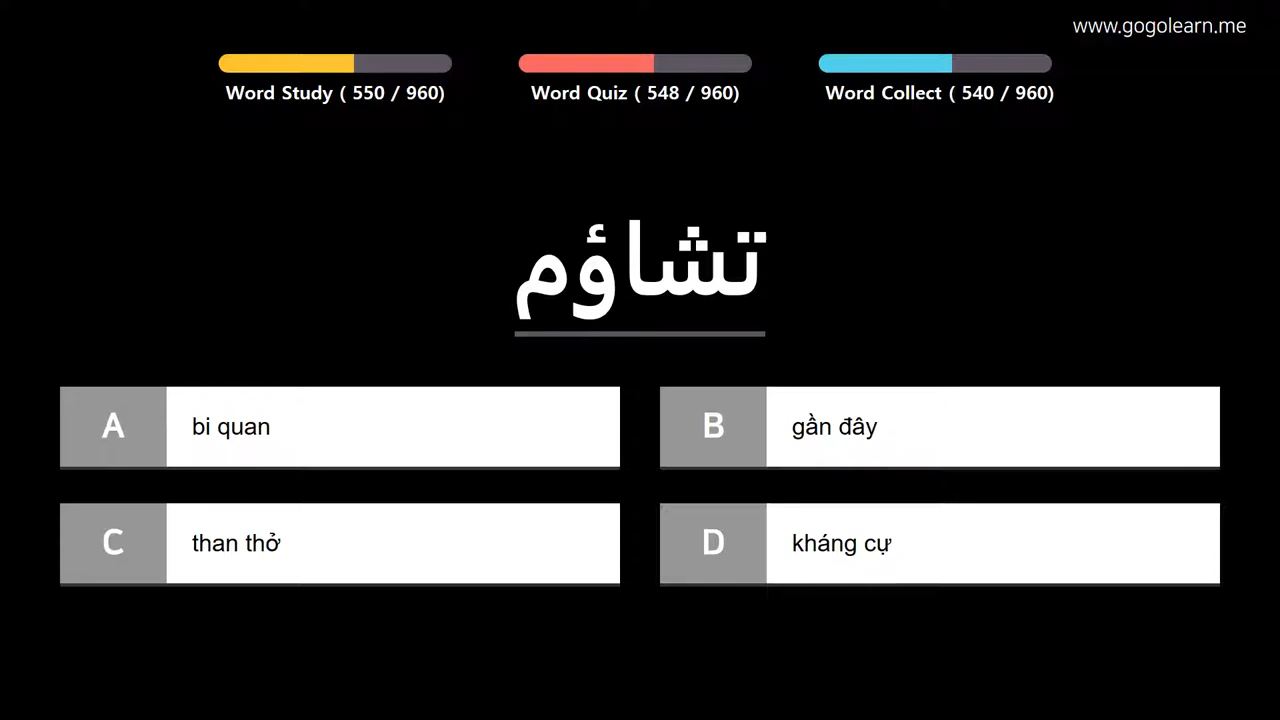 www.gogolearn.me
Word Study ( 550 / 960)
Word Quiz ( 548 / 960)
Word Collect ( 540 / 960)
تشاؤم
A
bi quan
B
gần đây
C
than thở
D
kháng cự